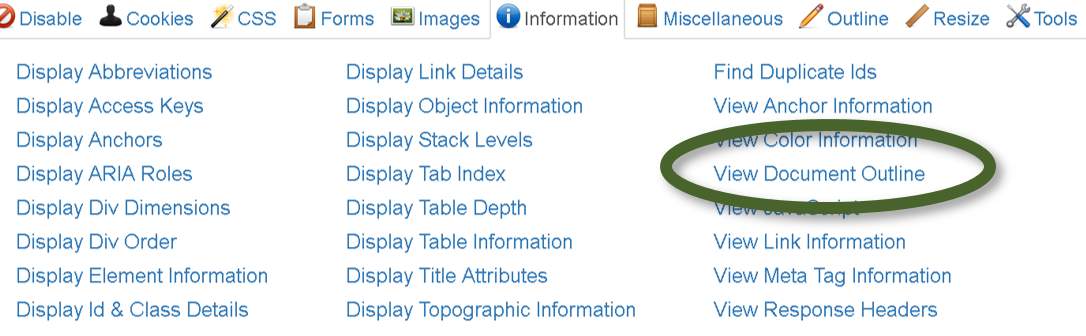 Disable Cookies CSS Forms Images Information Miscellaneous Outline Resize Tools
Display Abbreviations
Display Access Keys
Display Anchors
Display ARIA Roles
Display Div Dimensions
Display Div Order
Display Element Information
Display Id & Class Details
Display Link Details
Display Object Information
Display Stack Levels
Display Tab Index
Display Table Depth
Display Table Information
Display Title Attributes
Display Topographic Information
Find Duplicate Ids
View Anchor Information
View Color Information
View Document Outline
View JavaScript
View Link Information
View Meta Tag Information
View Response Headers